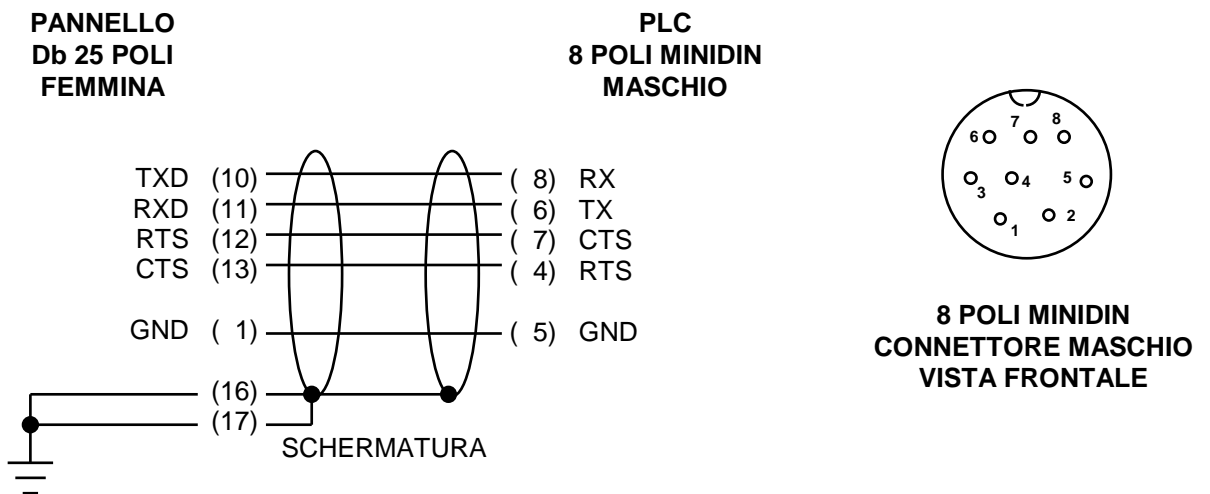 PANNELLO
Db 25 POLI
FEMMINA
PLC
8 POLI MINIDIN
MASCHIO
TXD (10) ( 8) RX
RXD (11) ( 6) TX
RTS (12) ( 7) CTS
CTS (13) ( 4) RTS
GND ( 1) ( 5) GND
(16)
(17)
SCHERMATURA
6 7 8
3 4 5
1 2
8 POLI MINIDIN
CONNETTORE MASCHIO
VISTA FRONTALE